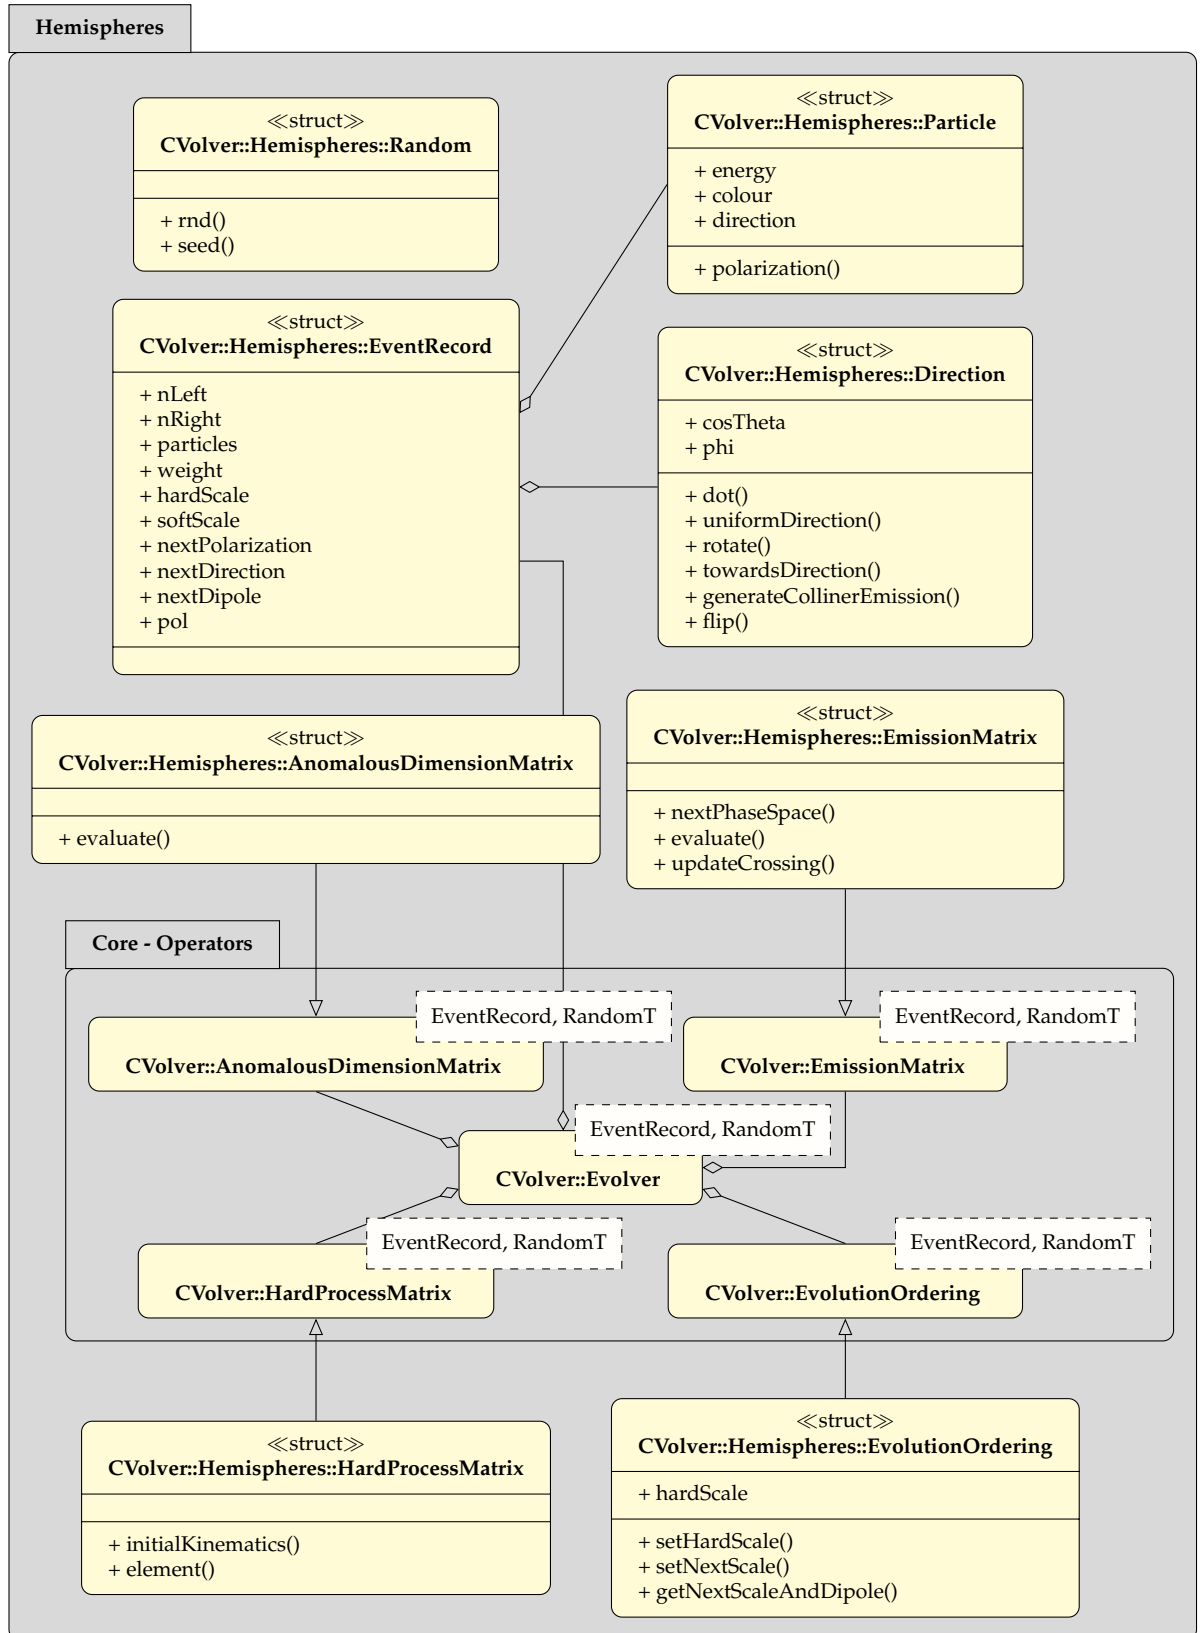 Hemispheres
≪struct≫
CVolver::Hemispheres::Random
+ rnd()
+ seed()
≪struct≫
CVolver::Hemispheres::Particle
+ energy
+ colour
+ direction
+ polarization()
≪struct≫
CVolver::Hemispheres::EventRecord
+ nLeft
+ nRight
+ particles
+ weight
+ hardScale
+ softScale
+ nextPolarization
+ nextDirection
+ nextDipole
+ pol
≪struct≫
CVolver::Hemispheres::Direction
+ cosTheta
+ phi
+ dot()
+ uniformDirection()
+ rotate()
+ towardsDirection()
+ generateCollinerEmission()
+ flip()
≪struct≫
CVolver::Hemispheres::AnomalousDimensionMatrix
+ evaluate()
≪struct≫
CVolver::Hemispheres::EmissionMatrix
+ nextPhaseSpace()
+ evaluate()
+ updateCrossing()
Core - Operators
EventRecord, RandomT
CVolver::AnomalousDimensionMatrix
EventRecord, RandomT
CVolver::EmissionMatrix
EventRecord, RandomT
CVolver::Evolver
EventRecord, RandomT
CVolver::HardProcessMatrix
EventRecord, RandomT
CVolver::EvolutionOrdering
≪struct≫
CVolver::Hemispheres::HardProcessMatrix
+ initialKinematics()
+ element()
≪struct≫
CVolver::Hemispheres::EvolutionOrdering
+ hardScale
+ setHardScale()
+ setNextScale()
+ getNextScaleAndDipole()